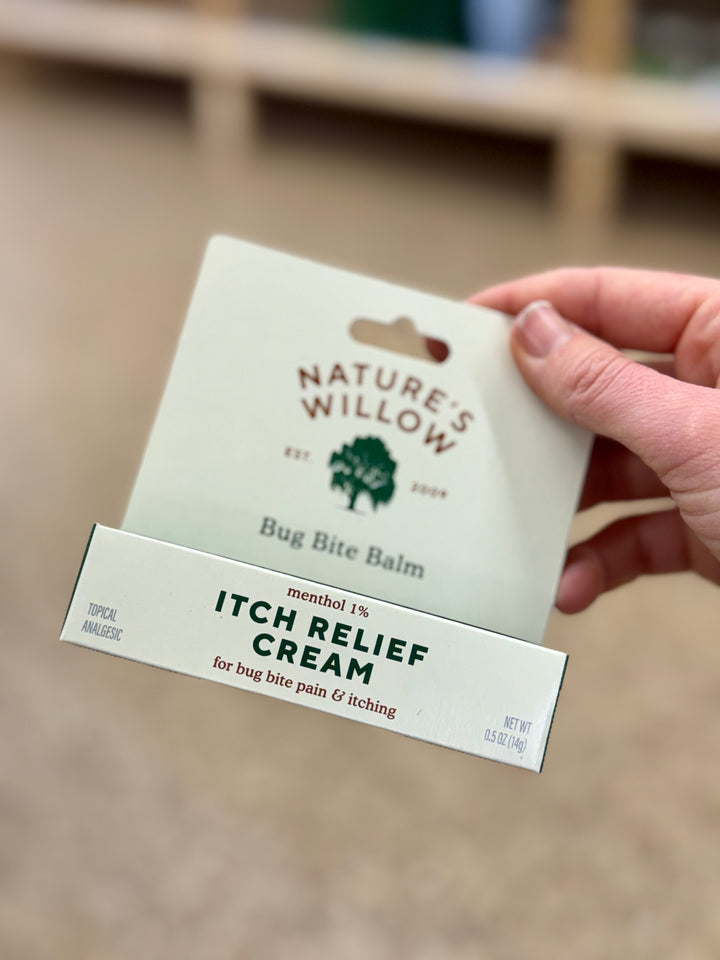 NATURE'S
WILLOW
EST. 2009
Bug Bite Balm
menthol 1%
ITCH RELIEF
CREAM
for bug bite pain & itching
TOPICAL
ANALGESIC
NET WT
0.5 OZ (14g)